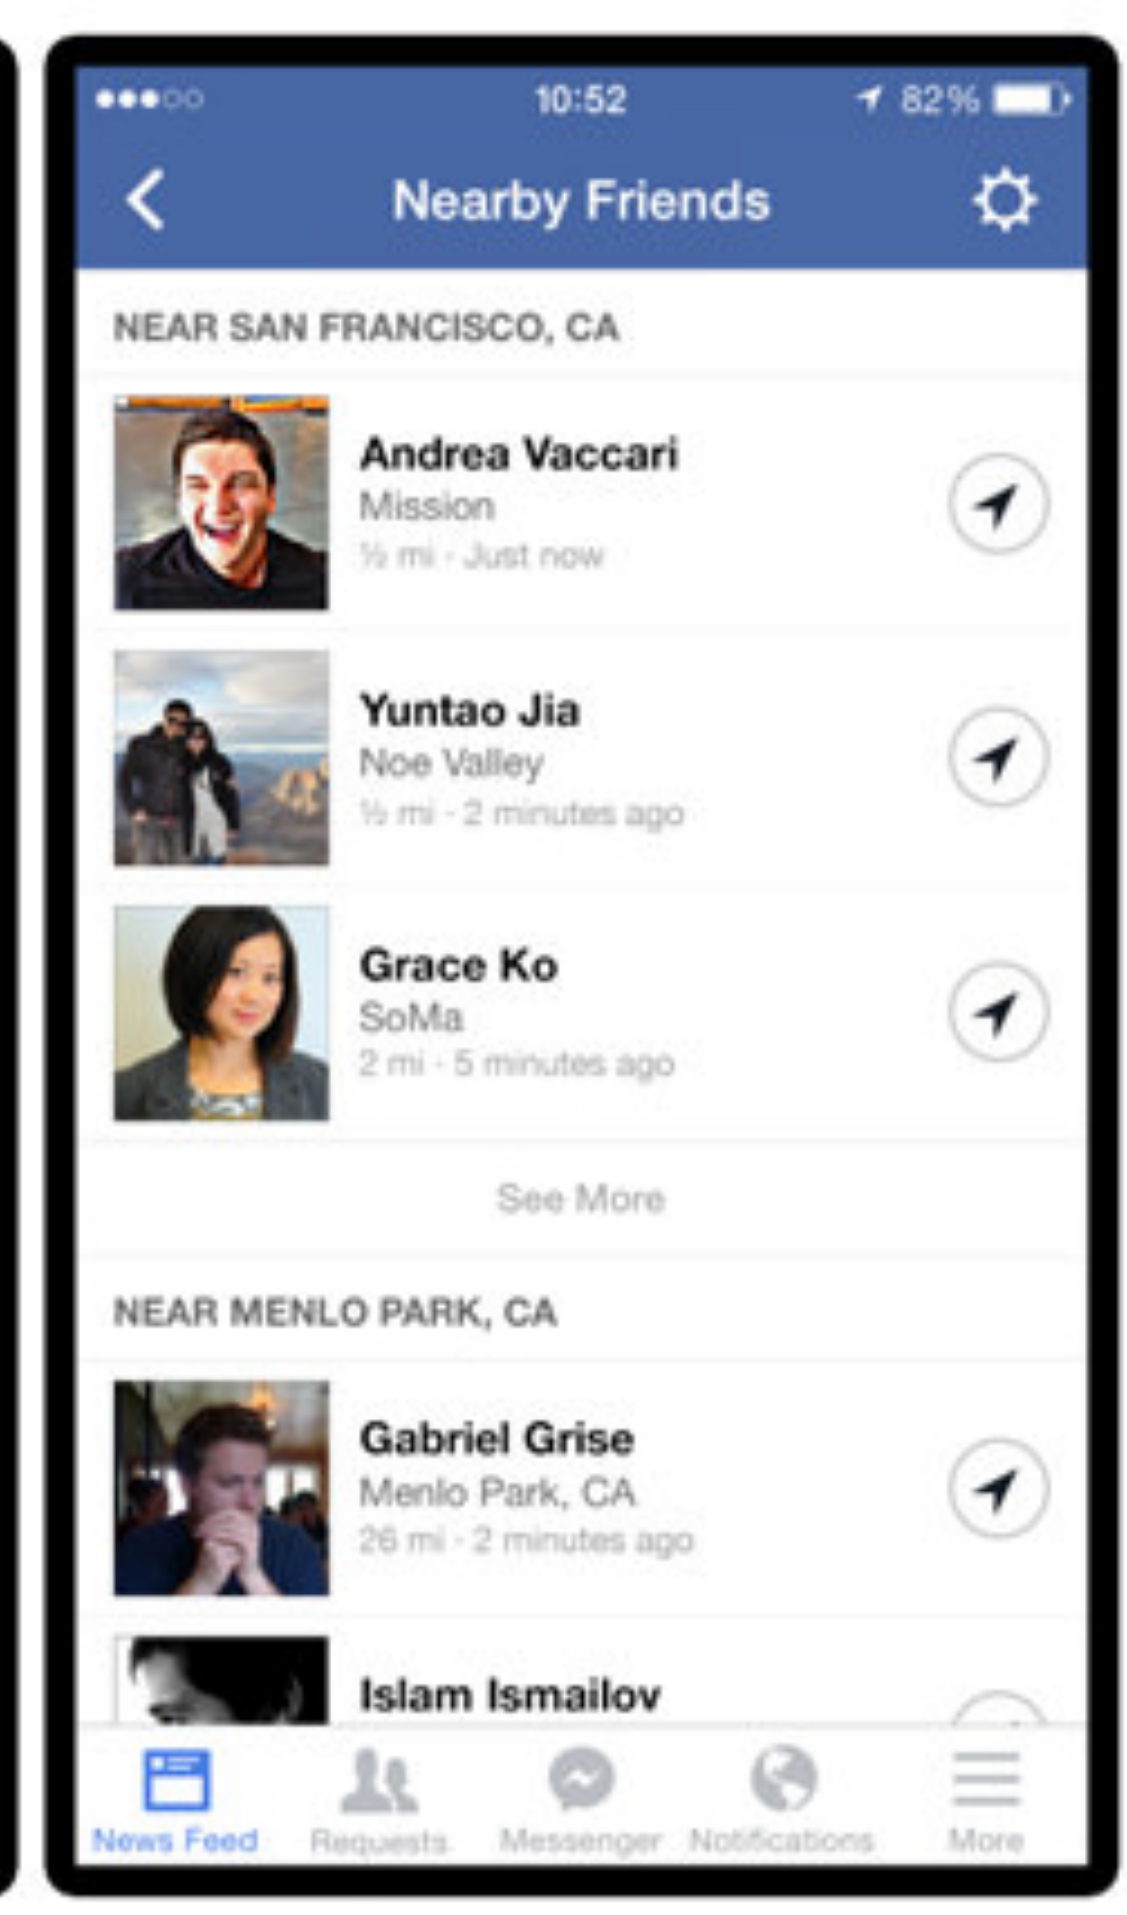 10:52
82%
Nearby Friends
NEAR SAN FRANCISCO, CA
Andrea Vaccari
Mission
½ mi · Just now
Yuntao Jia
Noe Valley
½ mi · 2 minutes ago
Grace Ko
SoMa
2 mi · 5 minutes ago
See More
NEAR MENLO PARK, CA
Gabriel Grise
Menlo Park, CA
26 mi · 2 minutes ago
Islam Ismailov
News Feed Requests Messenger Notifications More